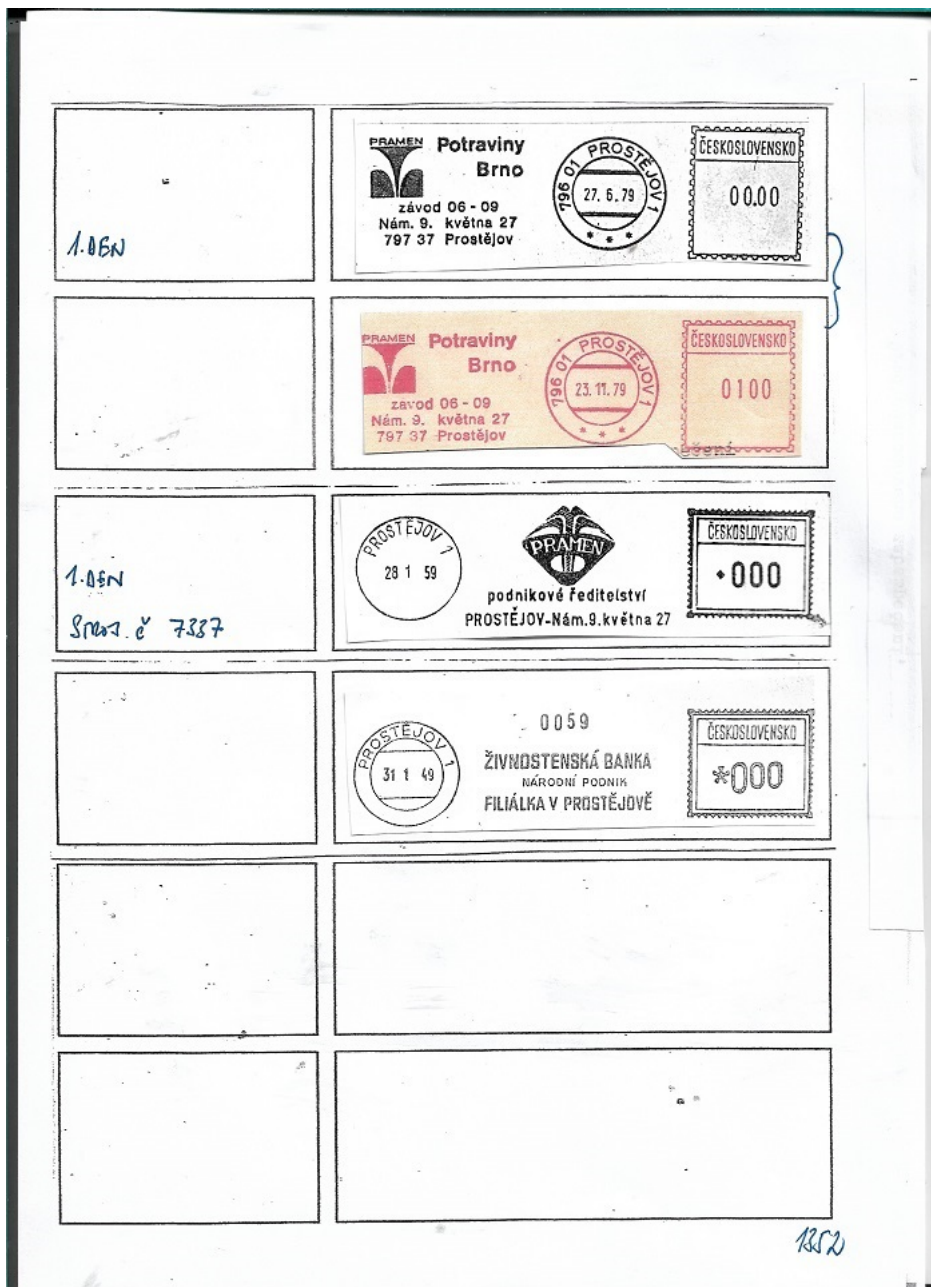 PRAMEN Potraviny
Brno
závod 06 - 09
Nám. 9. května 27
797 37 Prostějov
796 01 PROSTĚJOV 1
27. 6. 79
* * *
ČESKOSLOVENSKO
00.00
1. DEN
PRAMEN Potraviny
Brno
závod 06 - 09
Nám. 9. května 27
797 37 Prostějov
796 01 PROSTĚJOV 1
23. 11. 79
* * *
ČESKOSLOVENSKO
0100
1. DEN
STROJ. č 7337
PROSTĚJOV 1
28 1 59
PRAMEN
podnikové ředitelství
PROSTĚJOV-Nám.9.května 27
ČESKOSLOVENSKO
•000
PROSTĚJOV 1
31 1 49
0059
ŽIVNOSTENSKÁ BANKA
NÁRODNÍ PODNIK
FILIÁLKA V PROSTĚJOVĚ
ČESKOSLOVENSKO
*000
1352